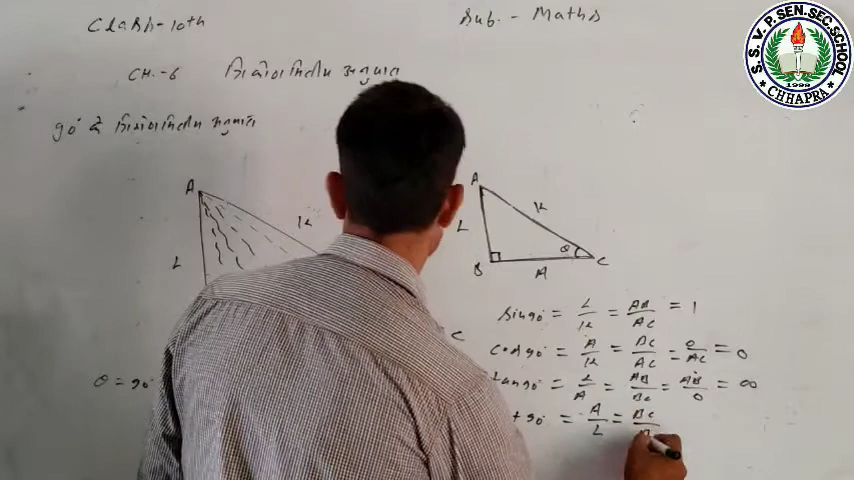 Class-10th
Sub. - Maths
CH.-6 त्रिकोणमितीय अनुपात
90° के त्रिकोणमितीय अनुपात
A
K
L
C
θ = 90°
A
K
L
θ
B
A
C
Sin90° = L/K = AB/AC = 1
Cos90° = A/K = BC/AC = 0/AC = 0
tan90° = L/A = AB/BC = AB/0 = ∞
t 90° = A/L = BC/
S. S. V. P. SEN. SEC. SCHOOL
CHHAPRA